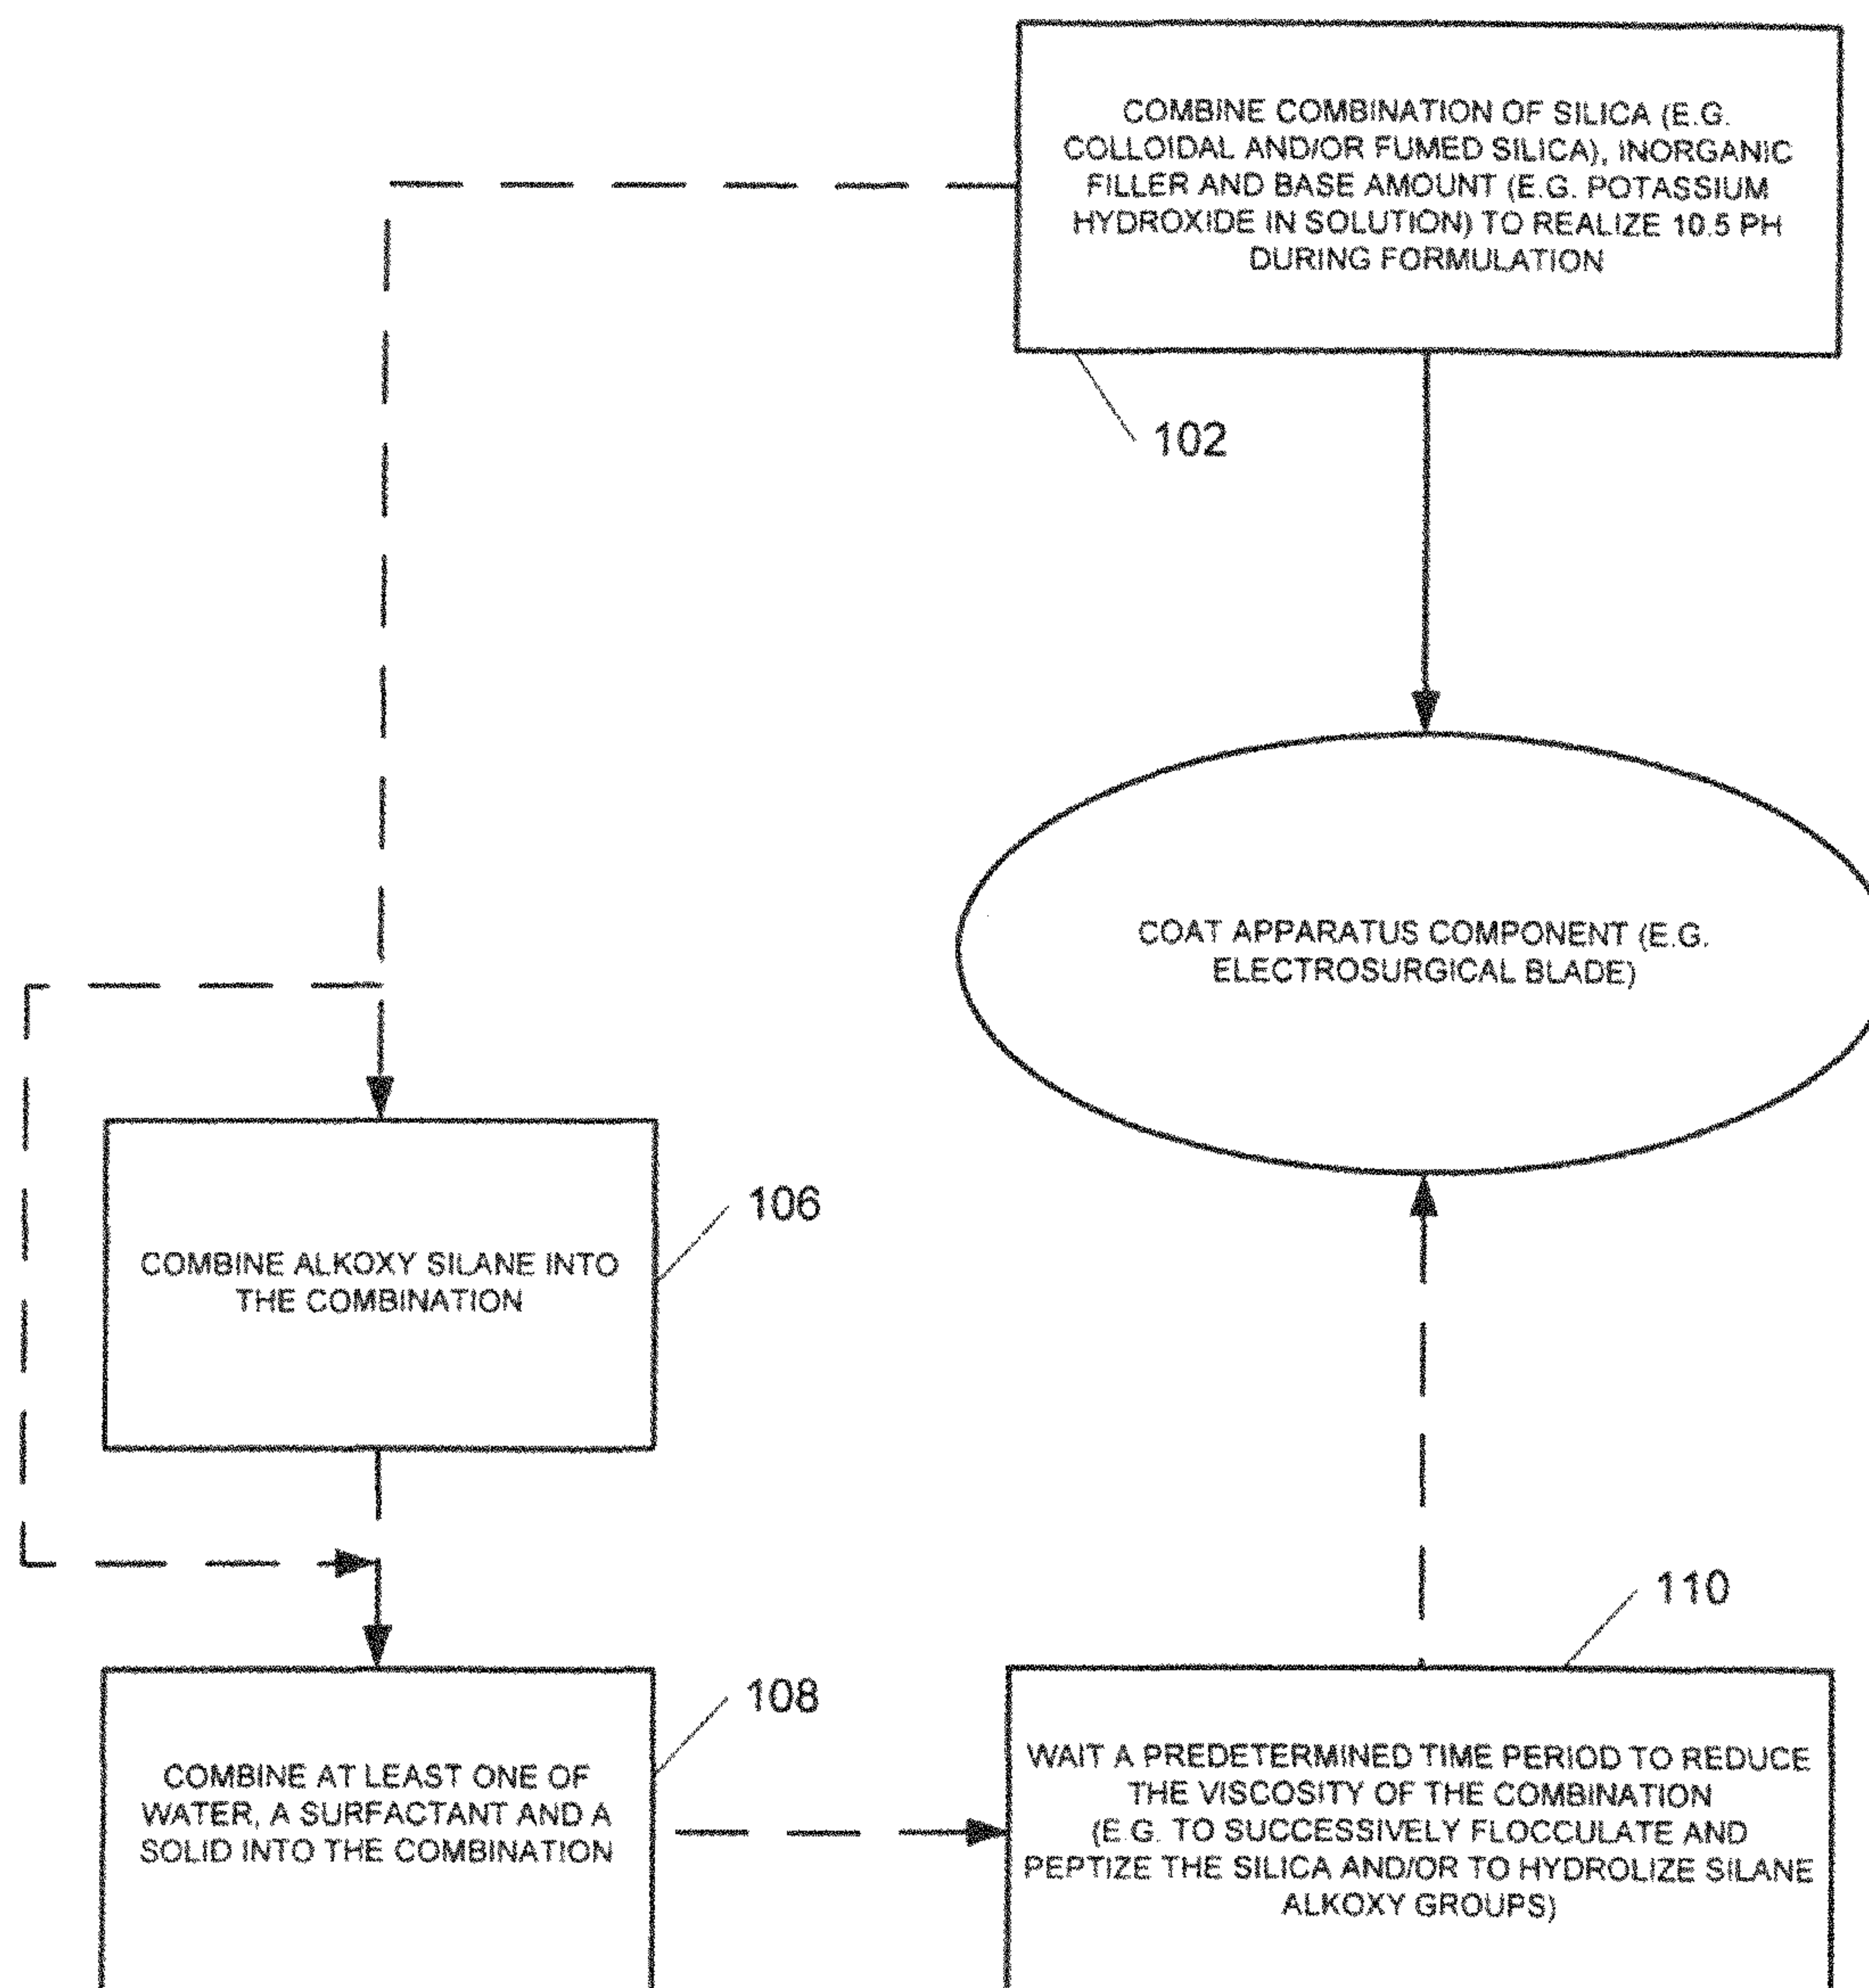 COMBINE COMBINATION OF SILICA (E.G.
COLLOIDAL AND/OR FUMED SILICA), INORGANIC
FILLER AND BASE AMOUNT (E.G. POTASSIUM
HYDROXIDE IN SOLUTION) TO REALIZE 10.5 PH
DURING FORMULATION
102
COAT APPARATUS COMPONENT (E.G.
ELECTROSURGICAL BLADE)
106
COMBINE ALKOXY SILANE INTO
THE COMBINATION
108
COMBINE AT LEAST ONE OF
WATER, A SURFACTANT AND A
SOLID INTO THE COMBINATION
110
WAIT A PREDETERMINED TIME PERIOD TO REDUCE
THE VISCOSITY OF THE COMBINATION
(E.G. TO SUCCESSIVELY FLOCCULATE AND
PEPTIZE THE SILICA AND/OR TO HYDROLIZE SILANE
ALKOXY GROUPS)